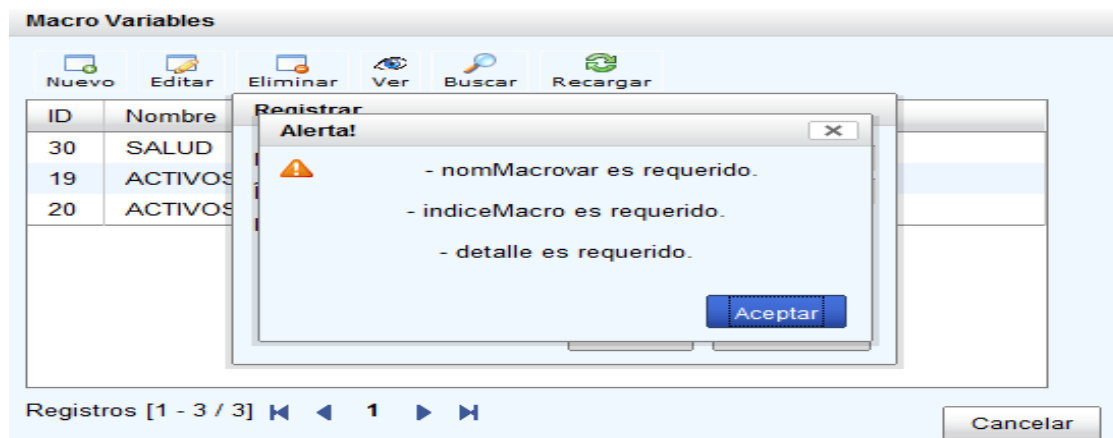 Macro Variables
Nuevo Editar Eliminar Ver Buscar Recargar
ID Nombre
Registrar
Alerta!
30 SALUD
- nomMacrovar es requerido.
19 ACTIVOS
- indiceMacro es requerido.
20 ACTIVOS
- detalle es requerido.
Aceptar
Registros [1 - 3 / 3] 1
Cancelar